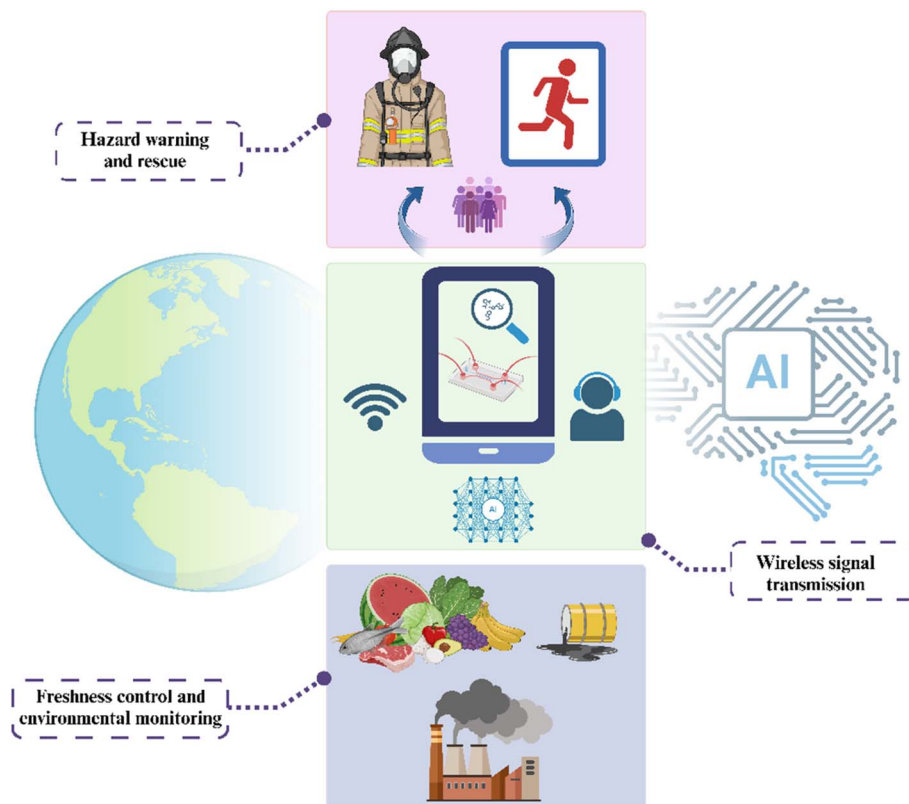 Hazard warning
and rescue
AI
AI
Wireless signal
transmission
Freshness control and
environmental monitoring